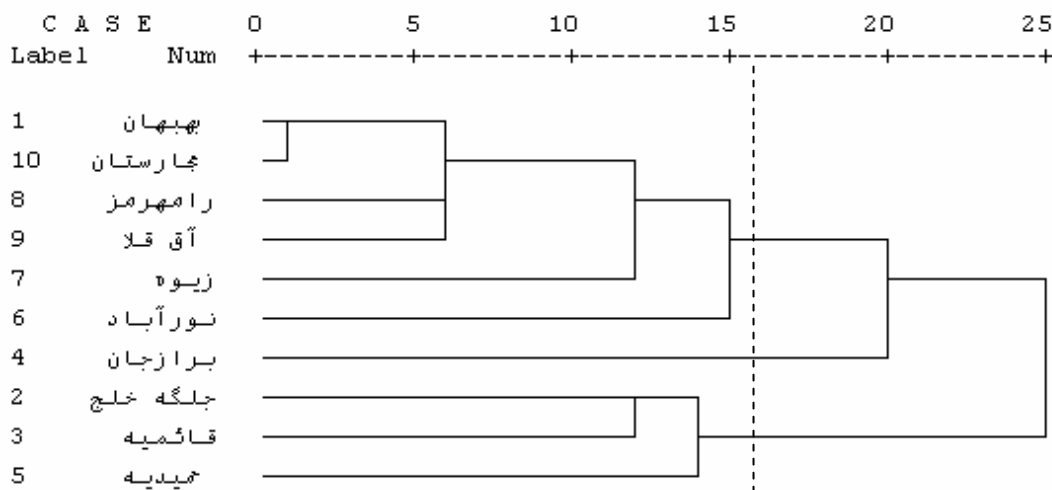 C A S E 0 5 10 15 20 25
Label Num
1 بهبهان
10 مجارستان
8 رامهرمز
9 آق قلا
7 زیوه
6 نورآباد
4 برازجان
2 جلگه خلج
3 قائمیه
5 حمیدیه